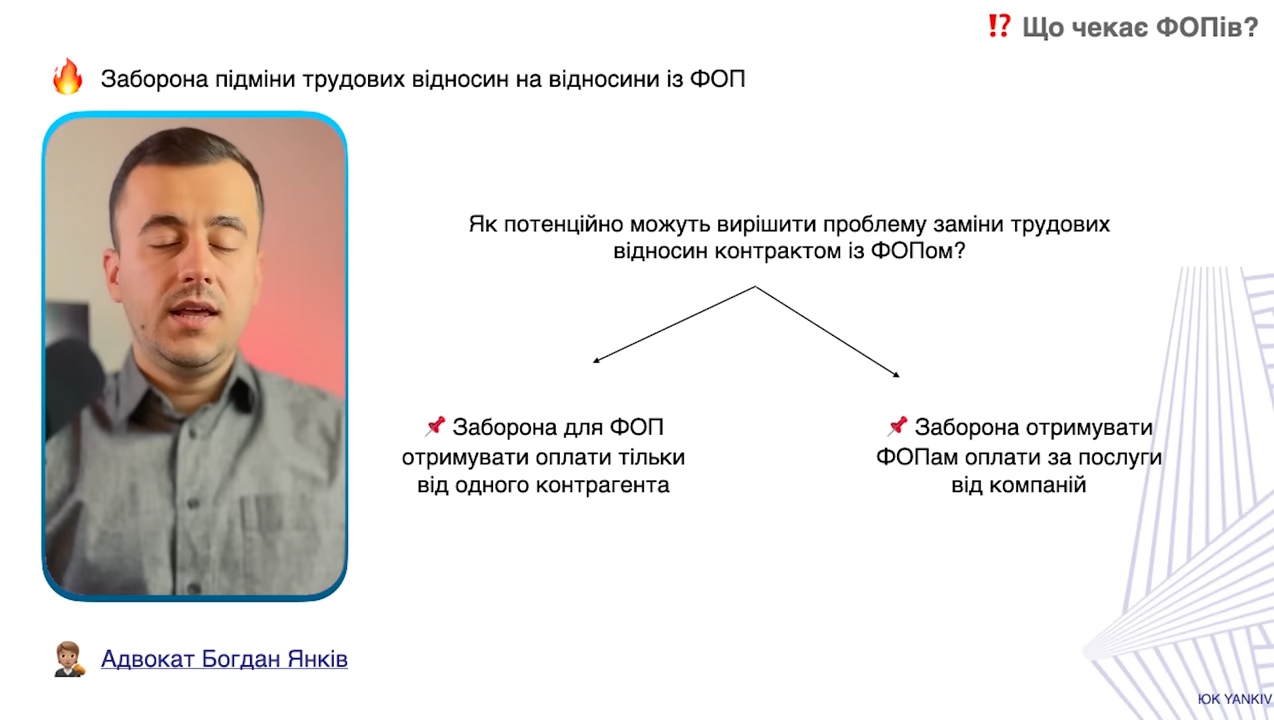 ⁉️ Що чекає ФОПів?
🔥 Заборона підміни трудових відносин на відносини із ФОП
Як потенційно можуть вирішити проблему заміни трудових
відносин контрактом із ФОПом?
📌 Заборона для ФОП
отримувати оплати тільки
від одного контрагента
📌 Заборона отримувати
ФОПам оплати за послуги
від компаній
Адвокат Богдан Янків
ЮК YANKIV